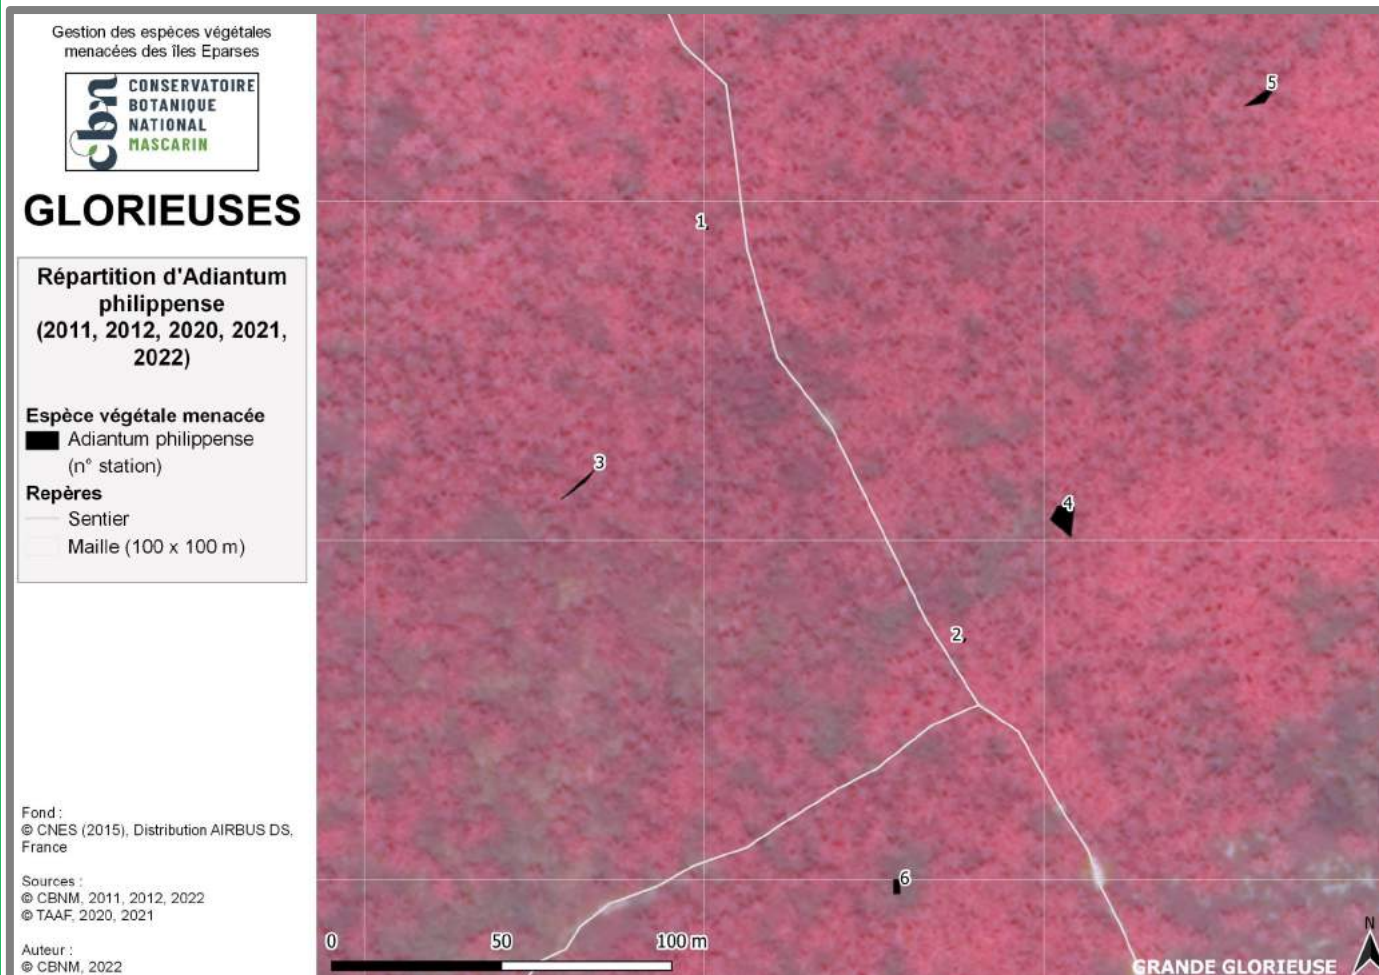 Gestion des espèces végétales
menacées des îles Eparses
cbn
CONSERVATOIRE
BOTANIQUE
NATIONAL
MASCARIN
GLORIEUSES
Répartition d'Adiantum
philippense
(2011, 2012, 2020, 2021,
2022)
Espèce végétale menacée
Adiantum philippense
(n° station)
Repères
Sentier
Maille (100 x 100 m)
Fond :
© CNES (2015), Distribution AIRBUS DS,
France
Sources :
© CBNM, 2011, 2012, 2022
© TAAF, 2020, 2021
Auteur :
© CBNM, 2022
5
1
3
4
2
6
0 50 100 m
N
GRANDE GLORIEUSE